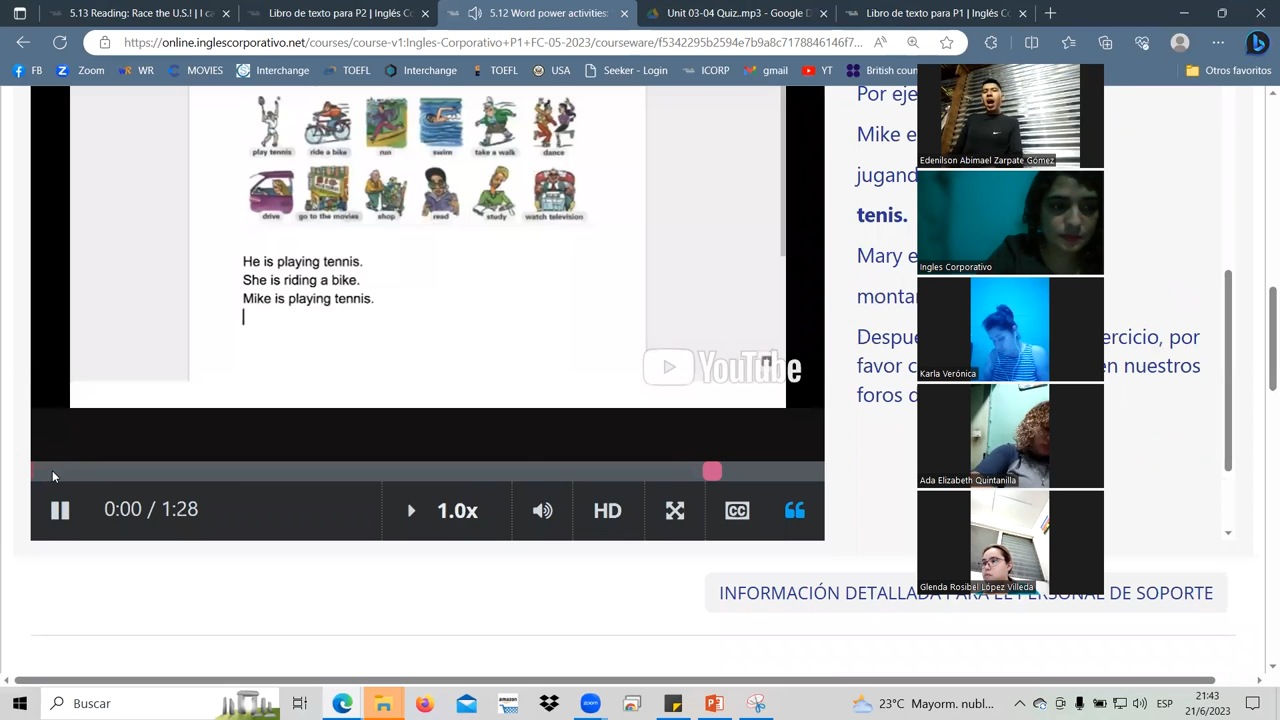 5.13 Reading: Race the U.S.! | I ca
Libro de texto para P2 | Inglés Co
5.12 Word power activities:
Unit 03-04 Quiz..mp3 - Google D
Libro de texto para P1 | Inglés Co
https://online.inglescorporativo.net/courses/course-v1:Ingles-Corporativo+P1+FC-05-2023/courseware/f5342295b2594e7b9a8c7178846146f7...
FB
Zoom
WR
MOVIES
Interchange
TOEFL
Interchange
TOEFL
USA
Seeker - Login
ICORP
gmail
YT
British coun
Otros favoritos
play tennis
ride a bike
run
swim
take a walk
dance
drive
go to the movies
shop
read
study
watch television
He is playing tennis.
She is riding a bike.
Mike is playing tennis.
YouTube
0:00 / 1:28
1.0x
HD
CC
Por eje
Mike e
jugand
tenis.
Mary e
monta
Despue
ercicio, por
favor c
en nuestros
foros d
Edenilson Abimael Zarpate Gómez
Ingles Corporativo
Karla Verónica
Ada Elizabeth Quintanilla
Glenda Rosibel López Villeda
INFORMACIÓN DETALLADA PARA EL PERSONAL DE SOPORTE
Buscar
amazon
zoom
23°C Mayorm. nubl...
ESP
21:43
21/6/2023